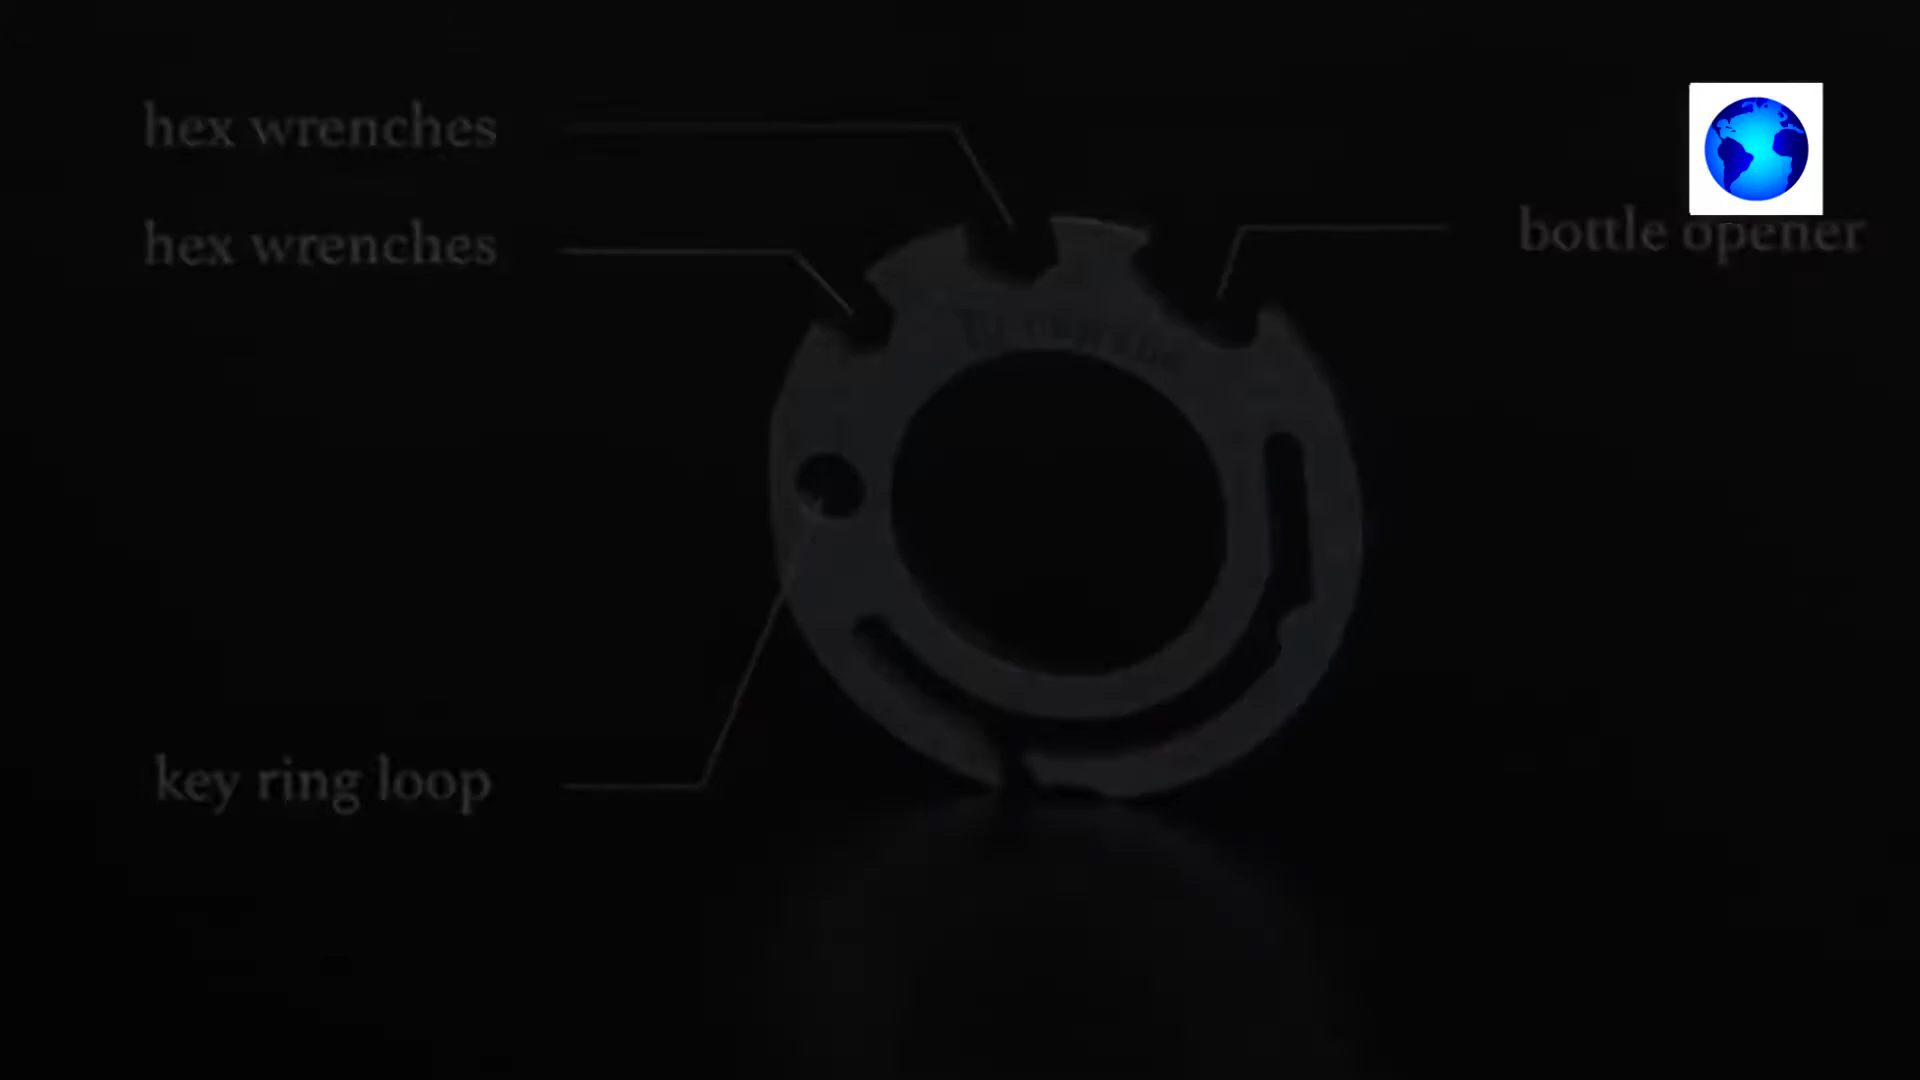 hex wrenches
hex wrenches
bottle opener
key ring loop